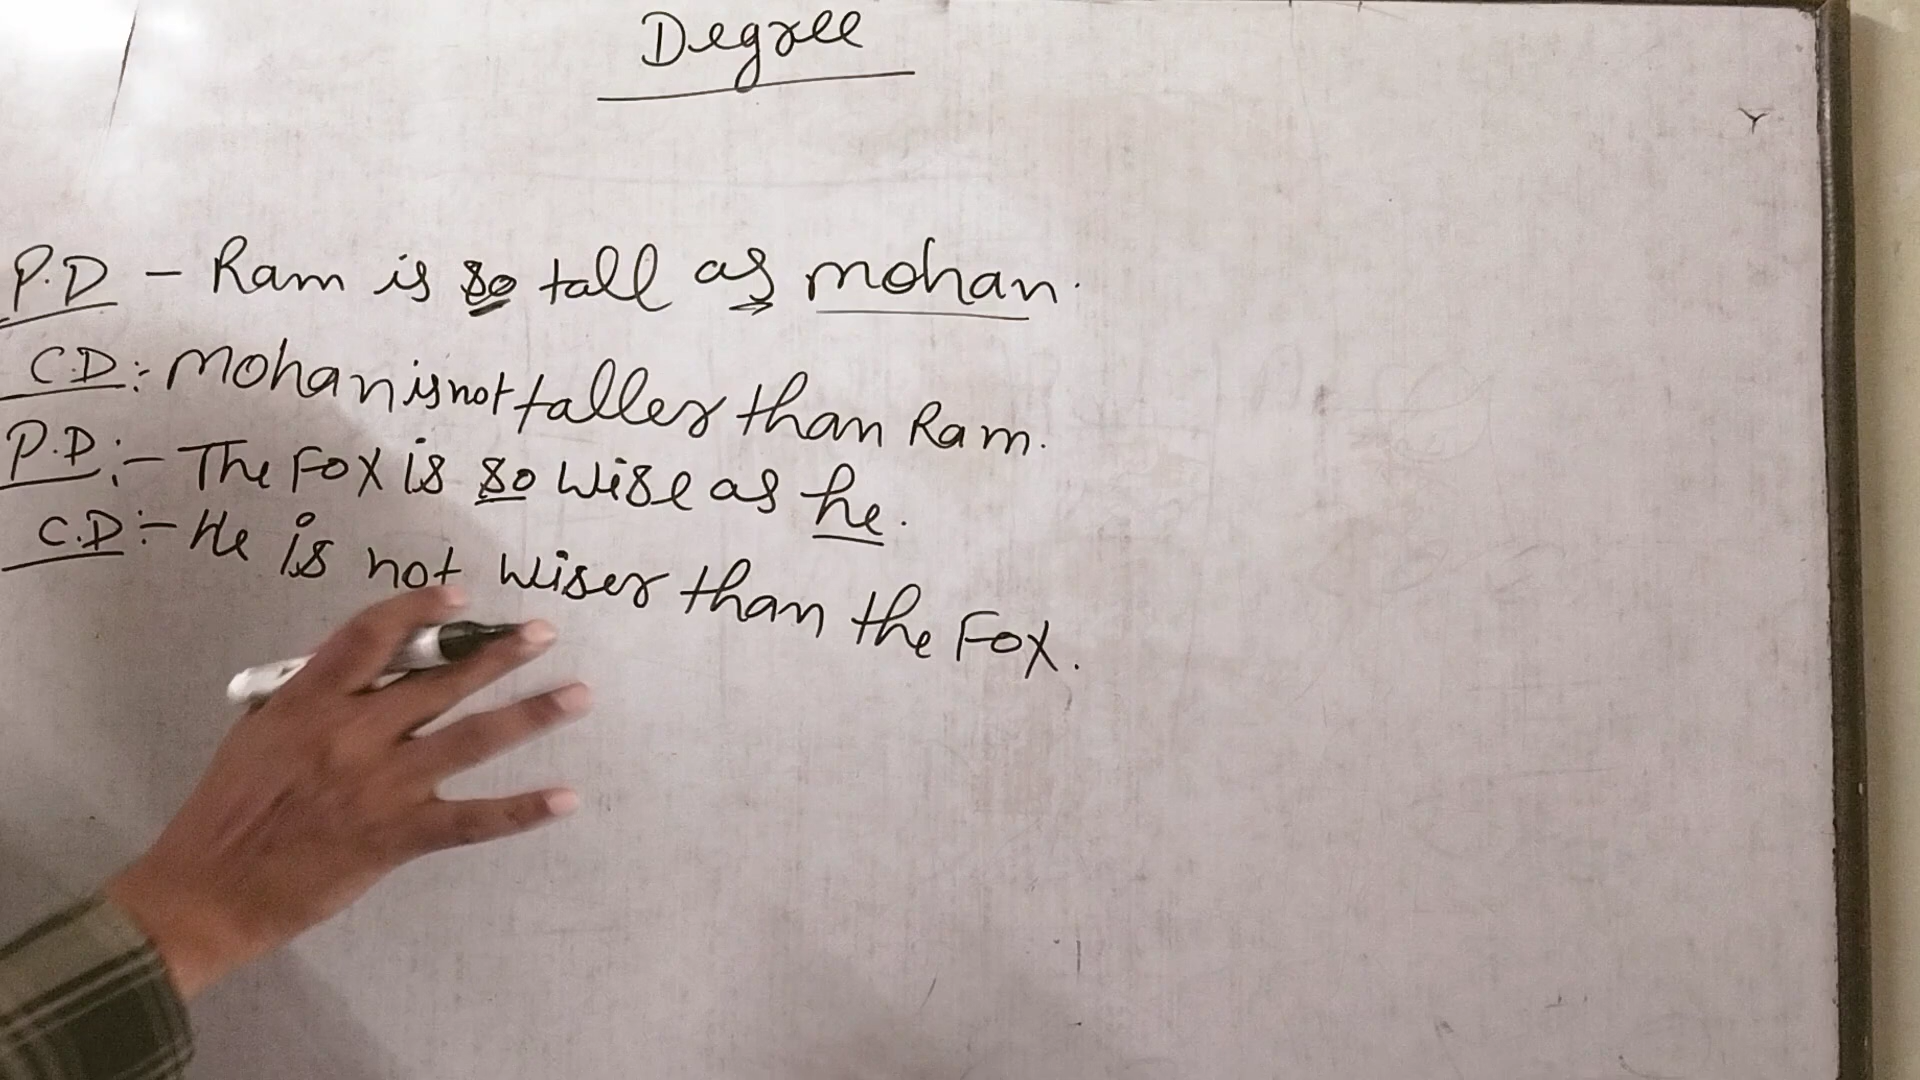 Degree
P.D - Ram is so tall as mohan.
C.D:- Mohan is not taller than Ram.
P.D:- The Fox is so wise as he.
C.D:- He is not wiser than the Fox.